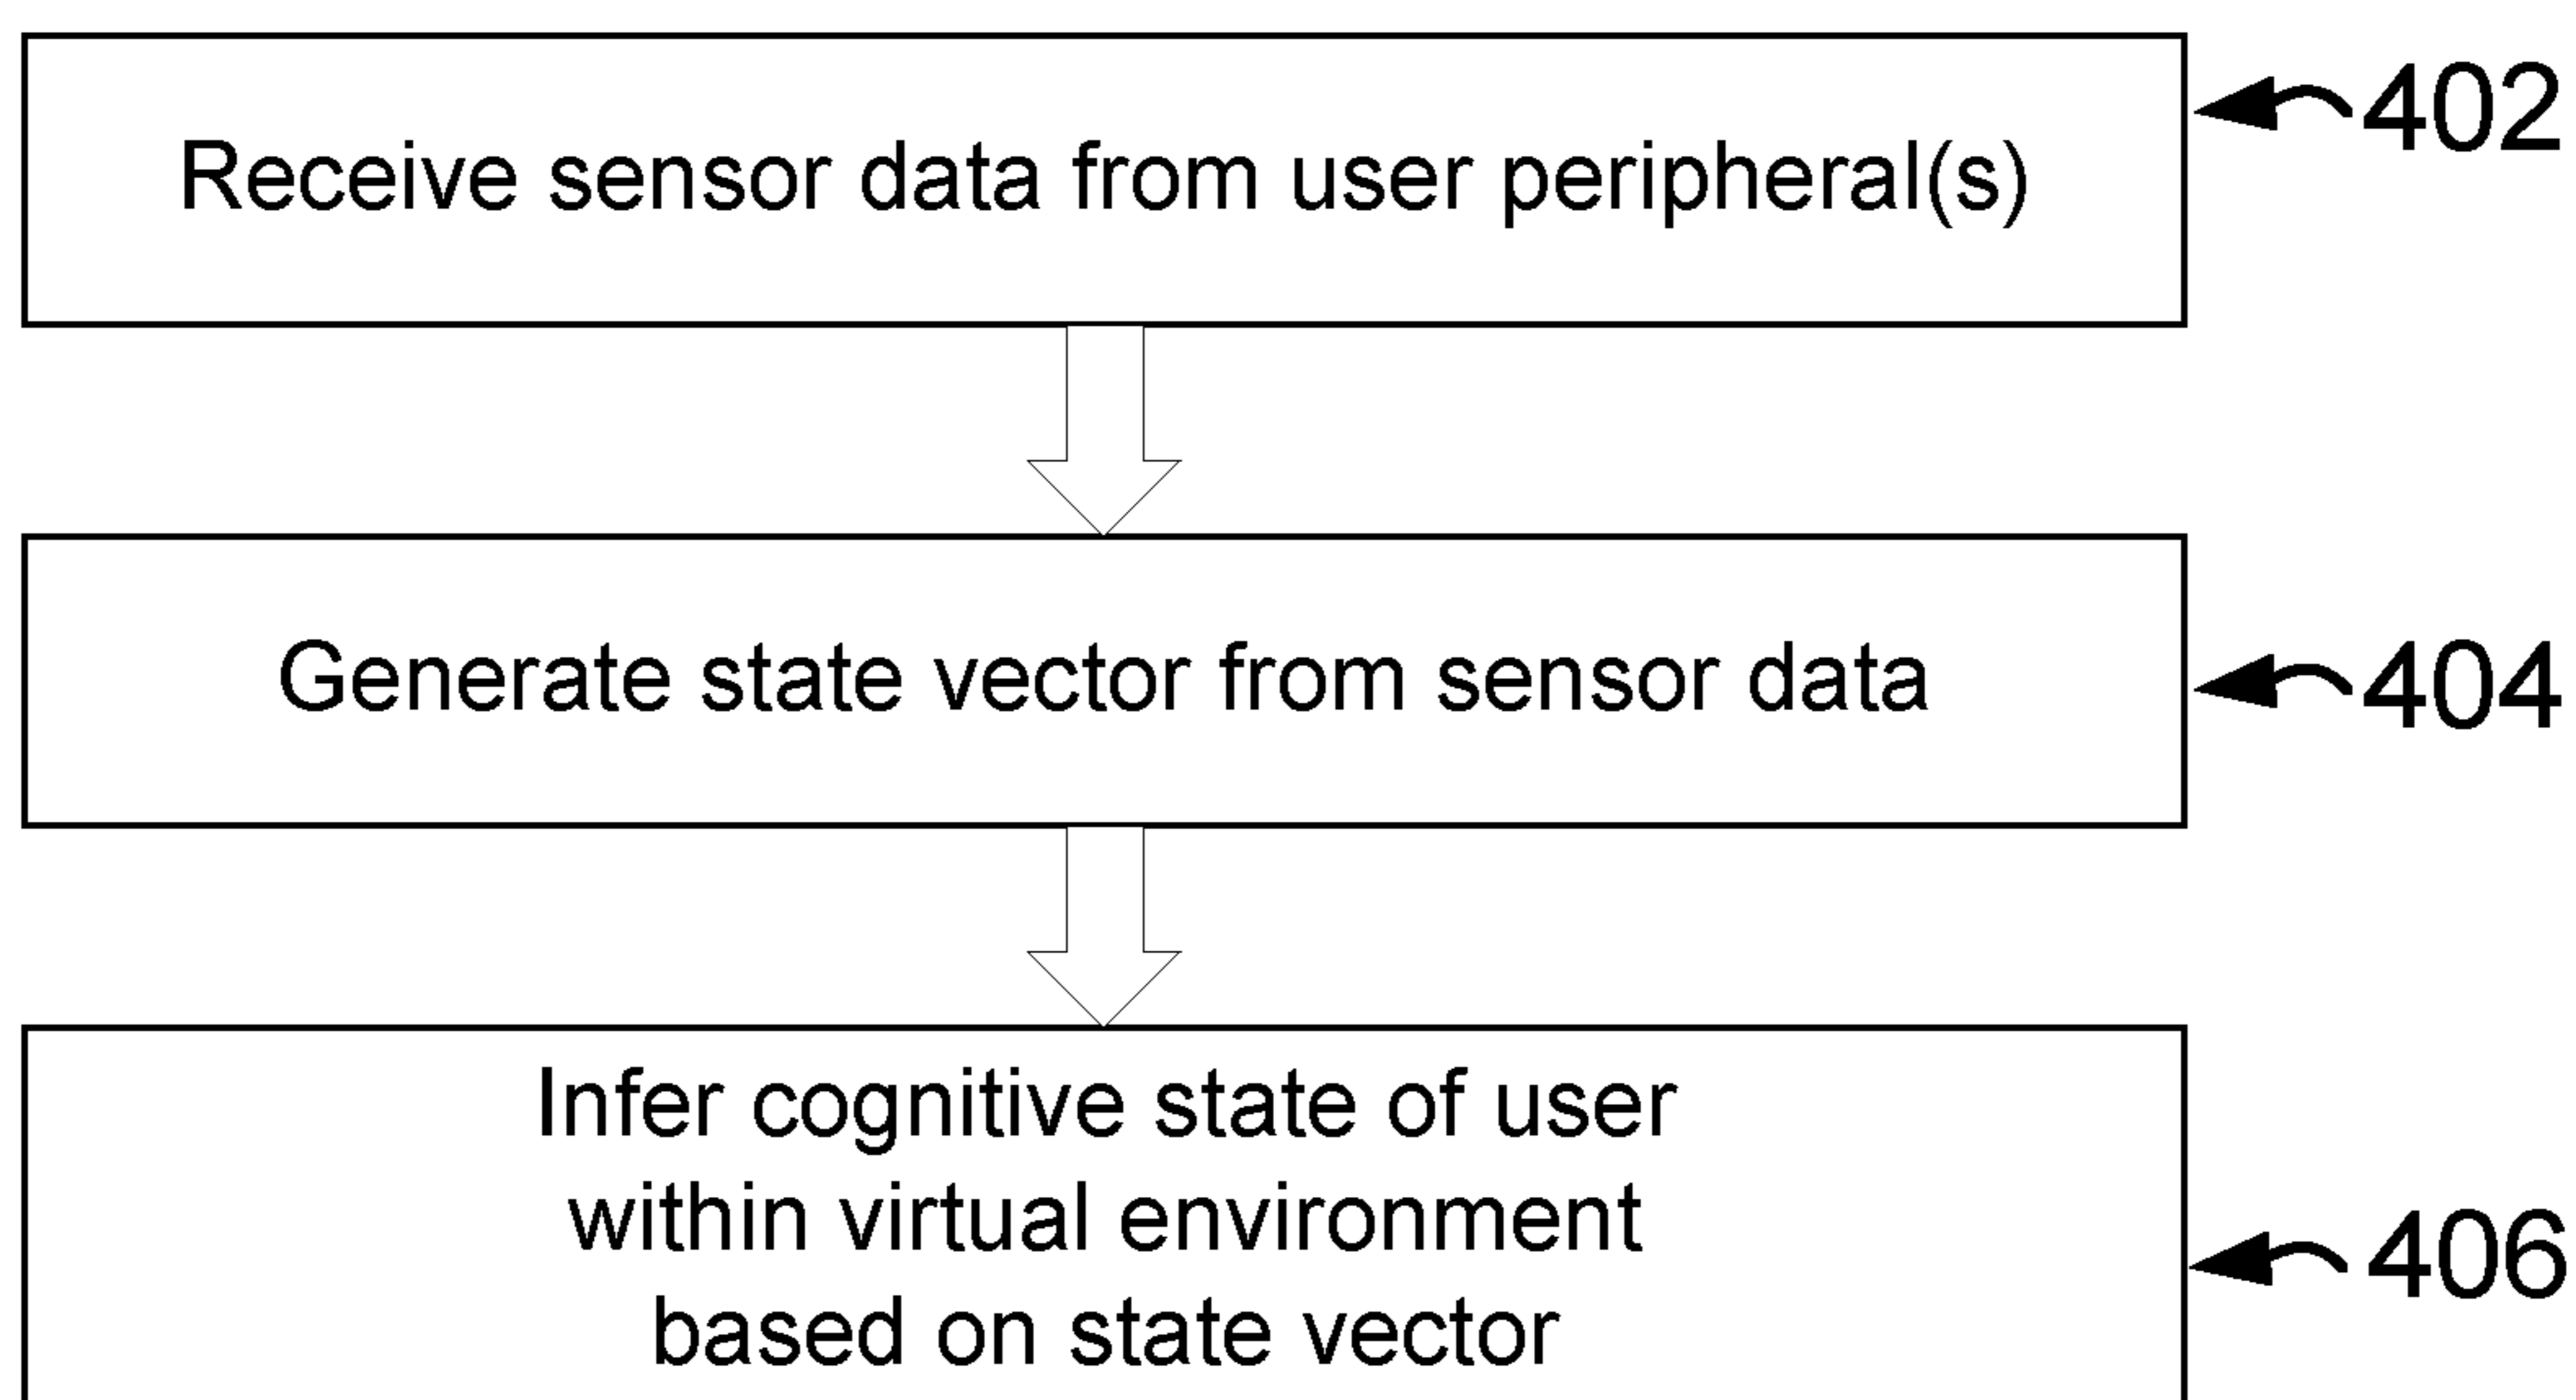 Receive sensor data from user peripheral(s)
402
Generate state vector from sensor data
404
Infer cognitive state of user
within virtual environment
based on state vector
406